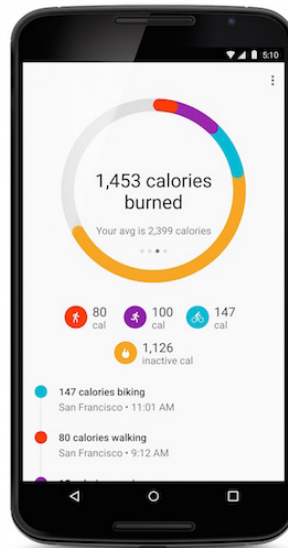 5:10
1,453 calories
burned
Your avg is 2,399 calories
80
cal
100
cal
147
cal
1,126
inactive cal
147 calories biking
San Francisco • 11:01 AM
80 calories walking
San Francisco • 9:12 AM